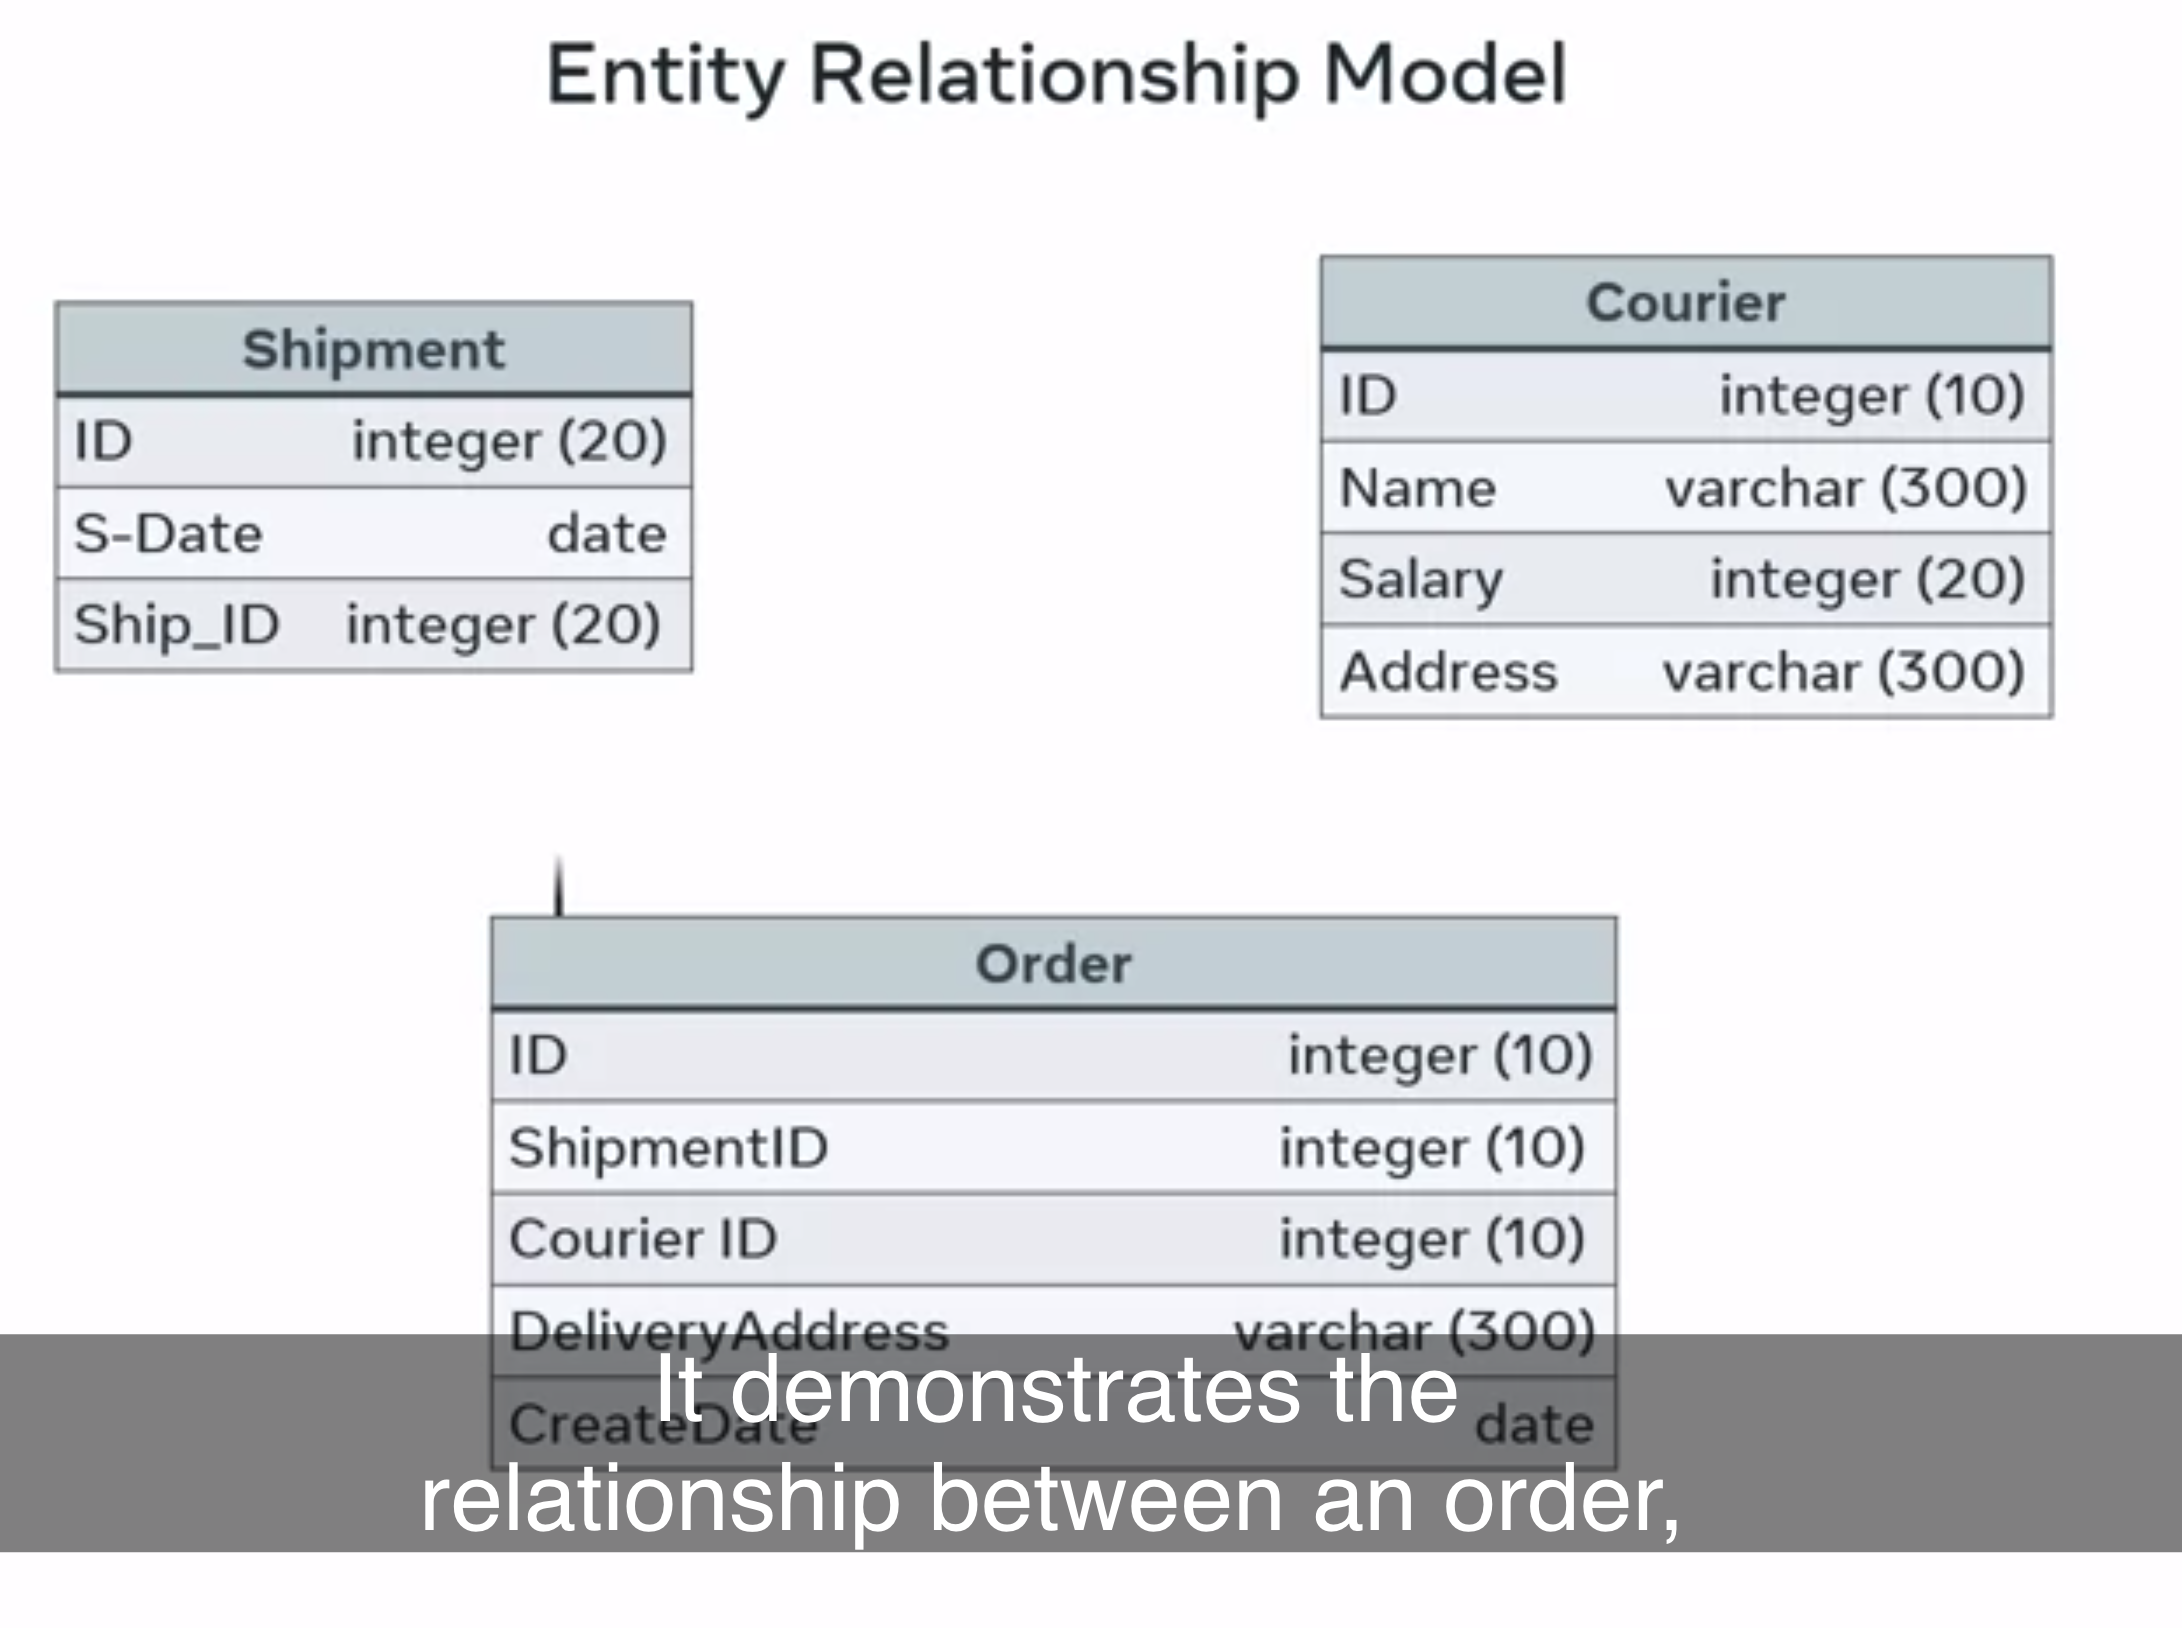 Entity Relationship Model
Shipment
ID integer (20)
S-Date date
Ship_ID integer (20)
Courier
ID integer (10)
Name varchar (300)
Salary integer (20)
Address varchar (300)
Order
ID integer (10)
ShipmentID integer (10)
Courier ID integer (10)
DeliveryAddress varchar (300)
CreateDate date
It demonstrates the
relationship between an order,